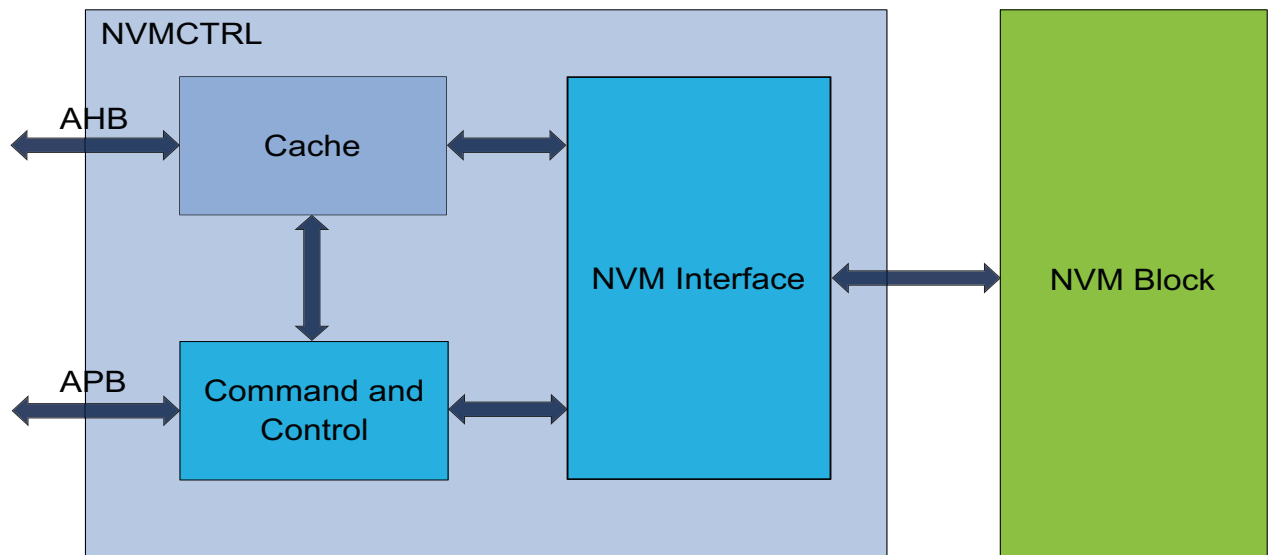 NVMCTRL
AHB
Cache
NVM Interface
NVM Block
APB
Command and
Control